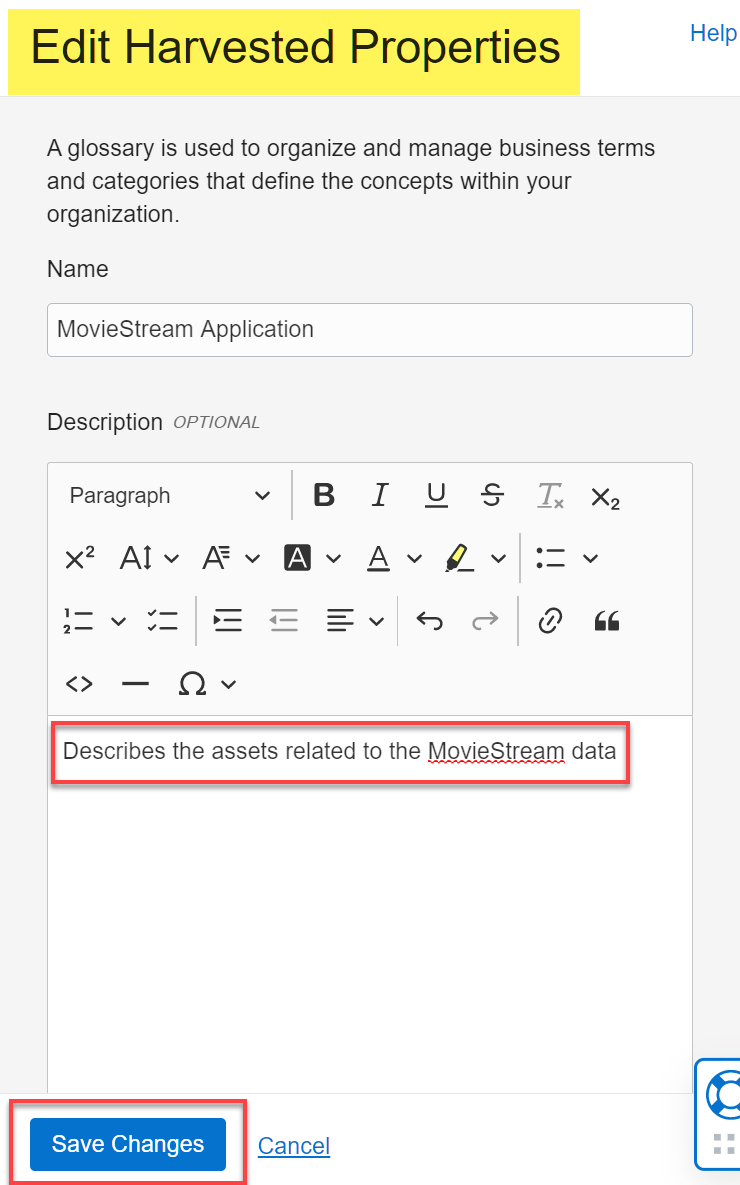 Edit Harvested Properties
Help
A glossary is used to organize and manage business terms
and categories that define the concepts within your
organization.
Name
MovieStream Application
Description OPTIONAL
Paragraph
Describes the assets related to the MovieStream data
Save Changes
Cancel